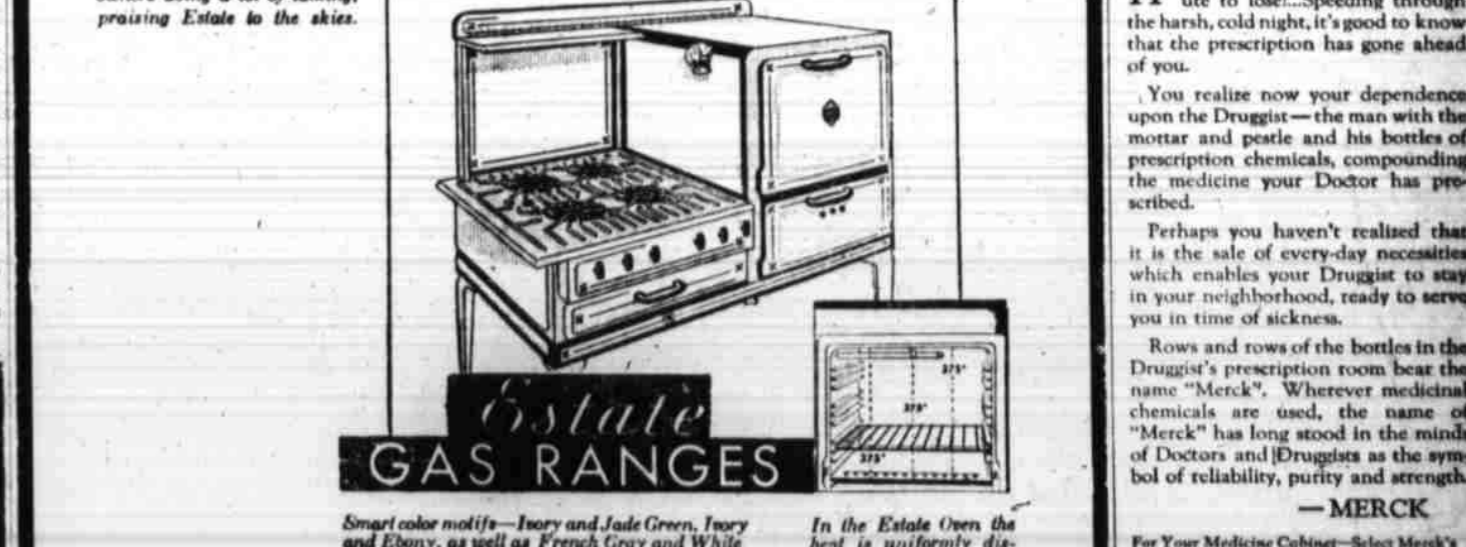 praising Estate to the skies.
375°
375°
375°
Estate
GAS RANGES
Smart color motifs—Ivory and Jade Green, Ivory
and Ebony, as well as French Gray and White
In the Estate Oven the
heat is uniformly dis-
ute to lose!...Speeding through
the harsh, cold night, it's good to know
that the prescription has gone ahead
of you.
You realize now your dependence
upon the Druggist—the man with the
mortar and pestle and his bottles of
prescription chemicals, compounding
the medicine your Doctor has pre-
scribed.
Perhaps you haven't realized that
it is the sale of every-day necessities
which enables your Druggist to stay
in your neighborhood, ready to serve
you in time of sickness.
Rows and rows of the bottles in the
Druggist's prescription room bear the
name "Merck". Wherever medicinal
chemicals are used, the name of
"Merck" has long stood in the minds
of Doctors and Druggists as the sym-
bol of reliability, purity and strength.
—MERCK
For Your Medicine Cabinet—Select Merck's